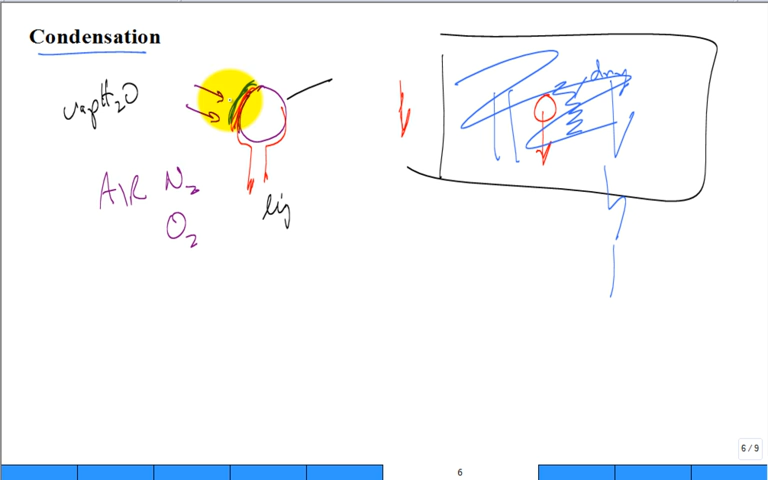 Condensation
vap H₂O
AIR N₂
O₂
liq
6 / 9
6